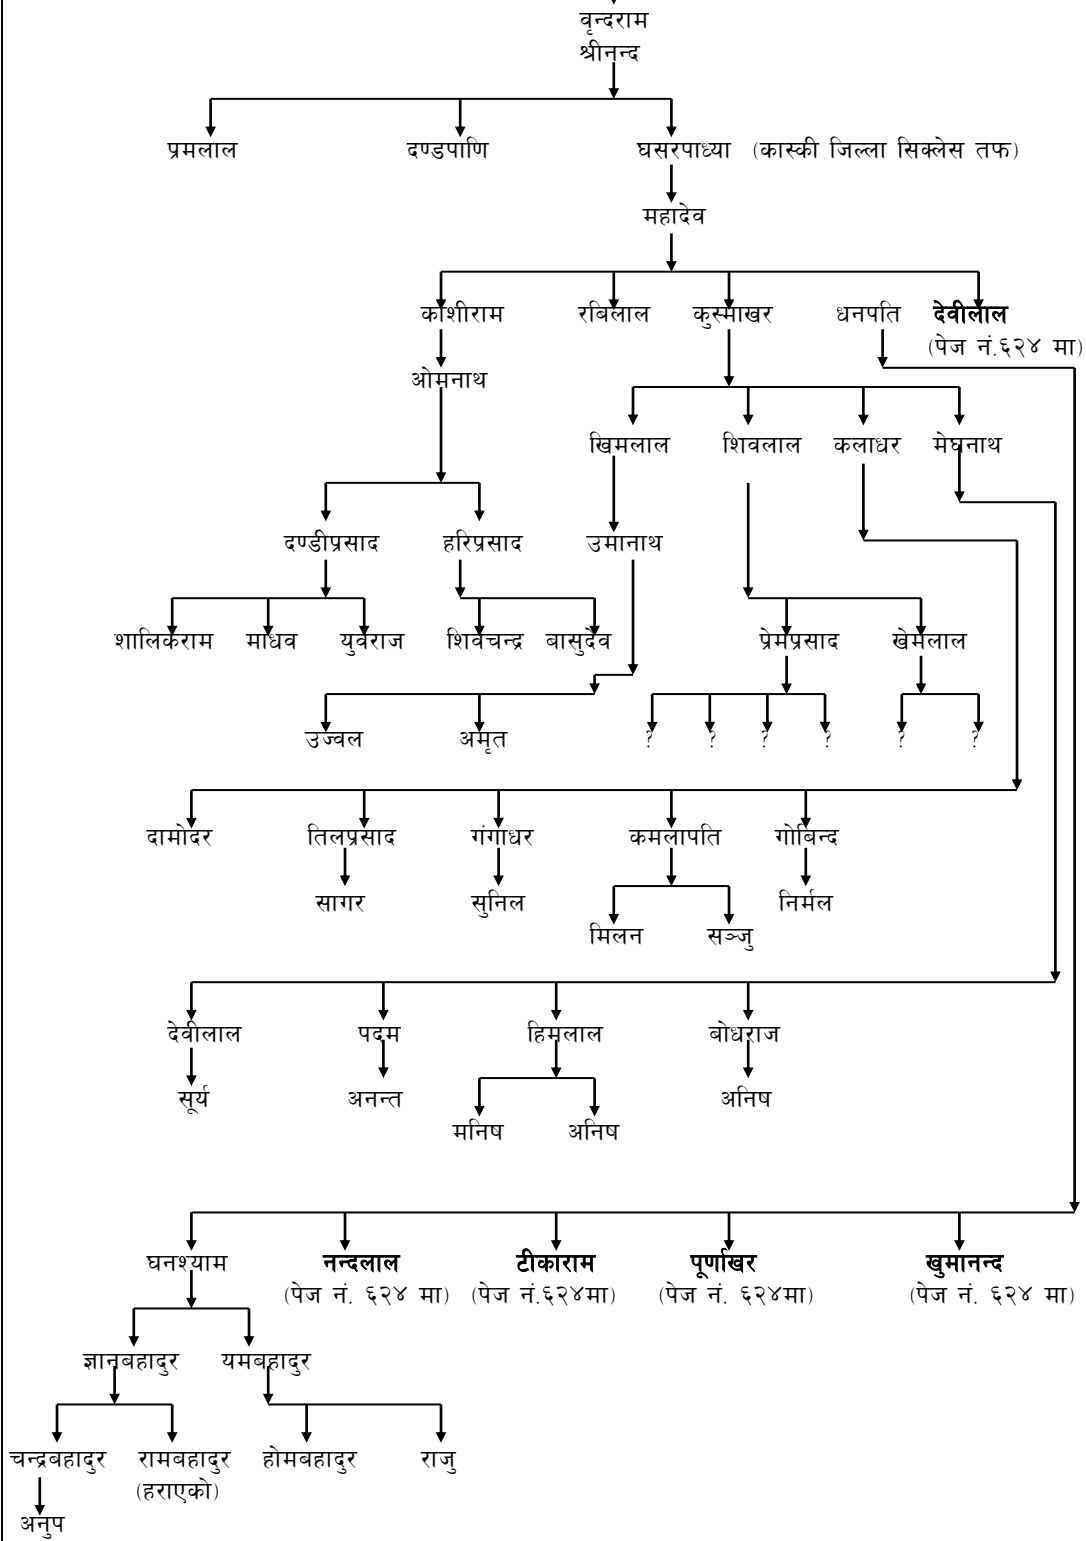 वृन्दराम
श्रीनन्द
प्रमलाल दण्डपाणि घसरपाध्या (कास्की जिल्ला सिक्लेस तफ)
महादेव
काशीराम रबिलाल कुस्माखर धनपति देवीलाल
(पेज नं.६२४ मा)
ओमनाथ
खिमलाल शिवलाल कलाधर मेघनाथ
दण्डीप्रसाद हरिप्रसाद उमानाथ
शालिकराम माधव युवराज शिवचन्द्र बासुदेव प्रेमप्रसाद खेमलाल
उज्वल अमृत ? ? ? ? ? ?
दामोदर तिलप्रसाद गंगाधर कमलापति गोबिन्द
सागर सुनिल निर्मल
मिलन सञ्जु
देवीलाल पदम हिमलाल बोधराज
सूर्य अनन्त अनिष
मनिष अनिष
घनश्याम नन्दलाल टीकाराम पूर्णाखर खुमानन्द
(पेज नं. ६२४ मा) (पेज नं.६२४मा) (पेज नं. ६२४मा) (पेज नं. ६२४ मा)
ज्ञानबहादुर यमबहादुर
चन्द्रबहादुर रामबहादुर होमबहादुर राजु
(हराएको)
अनुप